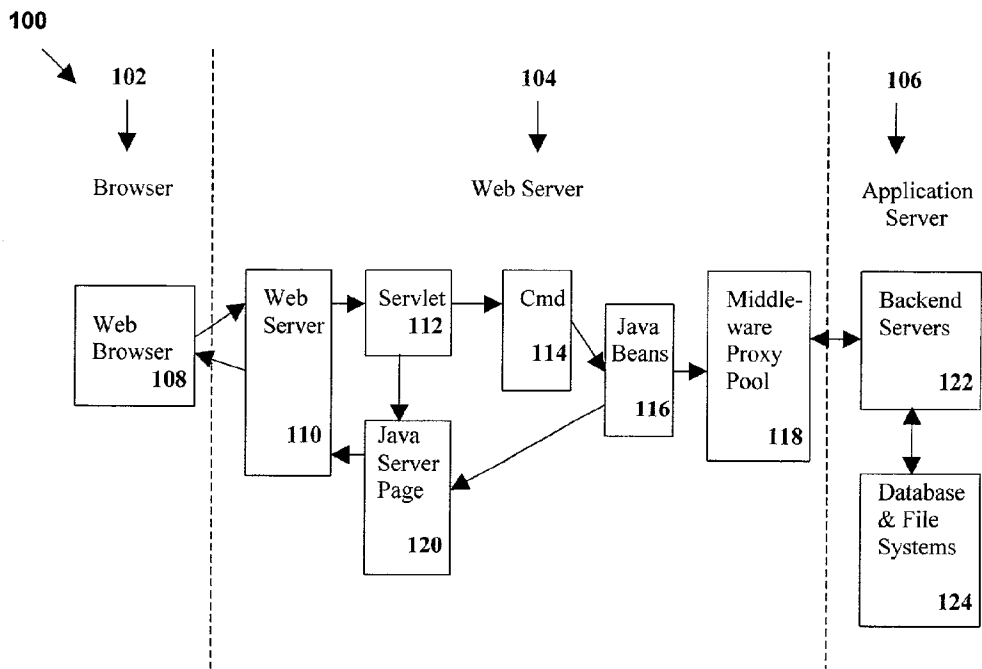 100
102
104
106
Browser
Web Server
Application
Server
Web
Browser
108
Web
Server
110
Servlet
112
Cmd
114
Java
Beans
116
Middle-
ware
Proxy
Pool
118
Java
Server
Page
120
Backend
Servers
122
Database
& File
Systems
124